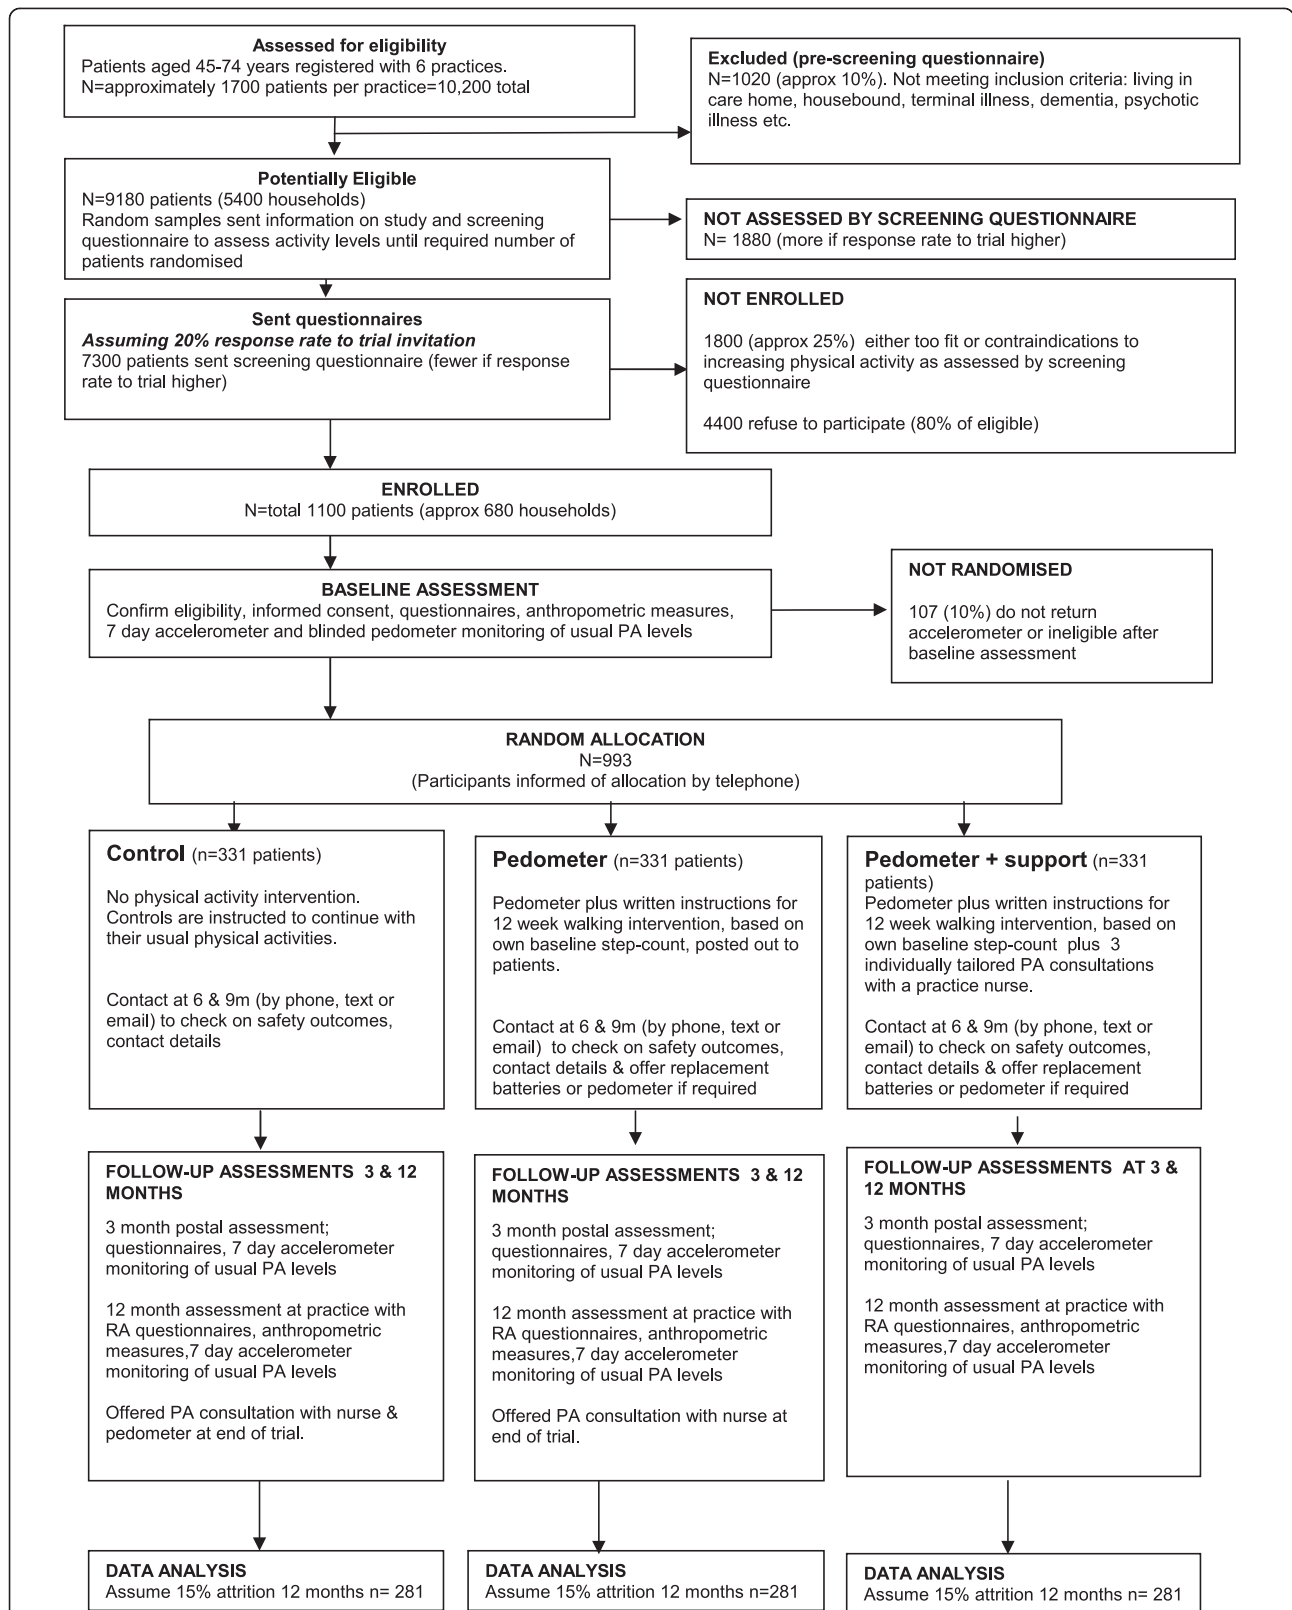 Assessed for eligibility
Patients aged 45-74 years registered with 6 practices.
N=approximately 1700 patients per practice=10,200 total
Excluded (pre-screening questionnaire)
N=1020 (approx 10%). Not meeting inclusion criteria: living in
care home, housebound, terminal illness, dementia, psychotic
illness etc.
Potentially Eligible
N=9180 patients (5400 households)
Random samples sent information on study and screening
questionnaire to assess activity levels until required number of
patients randomised
NOT ASSESSED BY SCREENING QUESTIONNAIRE
N= 1880 (more if response rate to trial higher)
Sent questionnaires
Assuming 20% response rate to trial invitation
7300 patients sent screening questionnaire (fewer if response
rate to trial higher)
NOT ENROLLED
1800 (approx 25%) either too fit or contraindications to
increasing physical activity as assessed by screening
questionnaire
4400 refuse to participate (80% of eligible)
ENROLLED
N=total 1100 patients (approx 680 households)
BASELINE ASSESSMENT
Confirm eligibility, informed consent, questionnaires, anthropometric measures,
7 day accelerometer and blinded pedometer monitoring of usual PA levels
NOT RANDOMISED
107 (10%) do not return
accelerometer or ineligible after
baseline assessment
RANDOM ALLOCATION
N=993
(Participants informed of allocation by telephone)
Control (n=331 patients)
No physical activity intervention.
Controls are instructed to continue with
their usual physical activities.
Contact at 6 & 9m (by phone, text or
email) to check on safety outcomes,
contact details
Pedometer (n=331 patients)
Pedometer plus written instructions for
12 week walking intervention, based on
own baseline step-count, posted out to
patients.
Contact at 6 & 9m (by phone, text or
email) to check on safety outcomes,
contact details & offer replacement
batteries or pedometer if required
Pedometer + support (n=331
patients)
Pedometer plus written instructions for
12 week walking intervention, based on
own baseline step-count plus 3
individually tailored PA consultations
with a practice nurse.
Contact at 6 & 9m (by phone, text or
email) to check on safety outcomes,
contact details & offer replacement
batteries or pedometer if required
FOLLOW-UP ASSESSMENTS 3 & 12
MONTHS
3 month postal assessment;
questionnaires, 7 day accelerometer
monitoring of usual PA levels
12 month assessment at practice with
RA questionnaires, anthropometric
measures,7 day accelerometer
monitoring of usual PA levels
Offered PA consultation with nurse &
pedometer at end of trial.
FOLLOW-UP ASSESSMENTS 3 & 12
MONTHS
3 month postal assessment;
questionnaires, 7 day accelerometer
monitoring of usual PA levels
12 month assessment at practice with
RA questionnaires, anthropometric
measures,7 day accelerometer
monitoring of usual PA levels
Offered PA consultation with nurse at
end of trial.
FOLLOW-UP ASSESSMENTS AT 3 &
12 MONTHS
3 month postal assessment;
questionnaires, 7 day accelerometer
monitoring of usual PA levels
12 month assessment at practice with
RA questionnaires, anthropometric
measures,7 day accelerometer
monitoring of usual PA levels
DATA ANALYSIS
Assume 15% attrition 12 months n= 281
DATA ANALYSIS
Assume 15% attrition 12 months n=281
DATA ANALYSIS
Assume 15% attrition 12 months n= 281